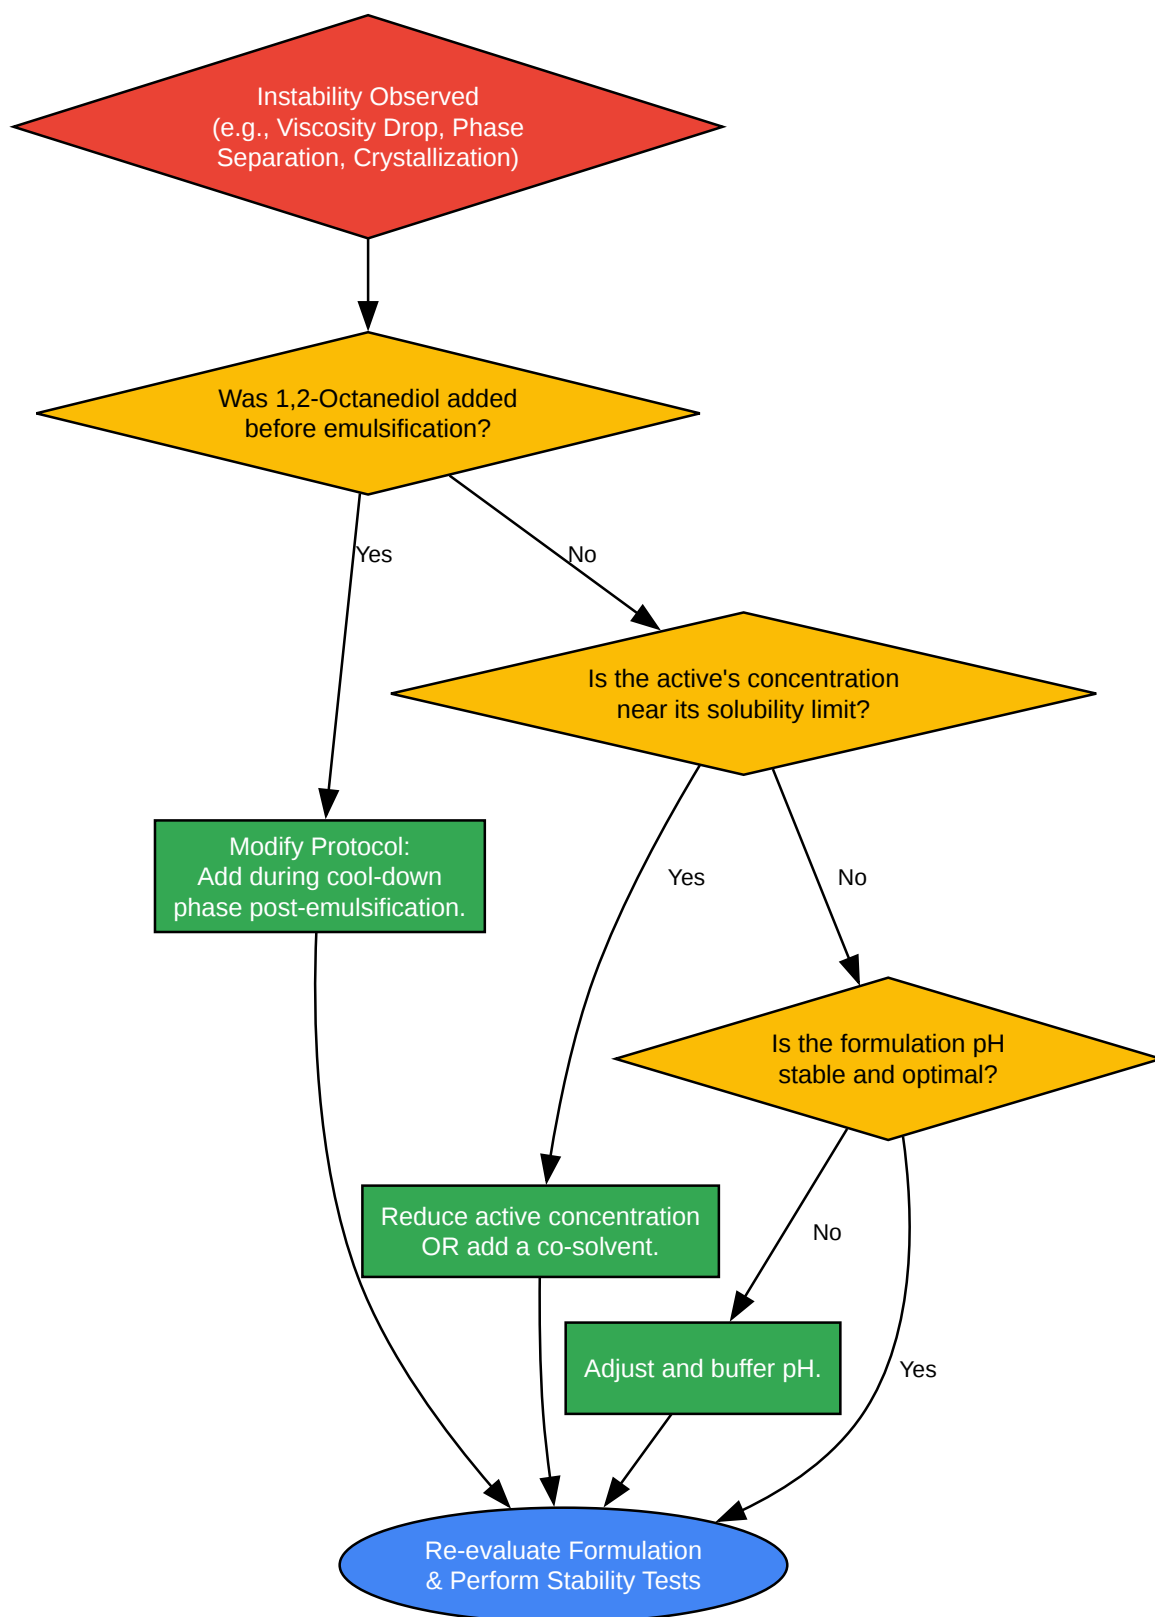 Instability Observed
(e.g., Viscosity Drop, Phase
Separation, Crystallization)
Was 1,2-Octanediol added
before emulsification?
Yes
No
Is the active's concentration
near its solubility limit?
Modify Protocol:
Add during cool-down
phase post-emulsification.
Yes
No
Is the formulation pH
stable and optimal?
Reduce active concentration
OR add a co-solvent.
No
Adjust and buffer pH.
Yes
Re-evaluate Formulation
& Perform Stability Tests